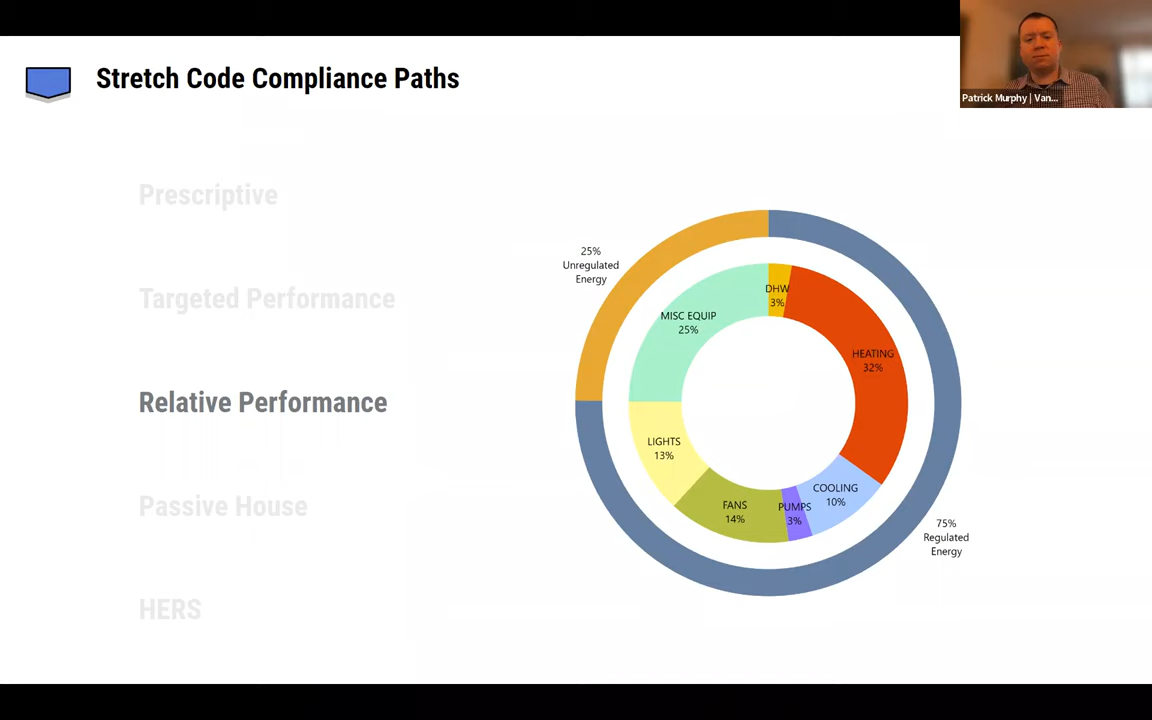 Stretch Code Compliance Paths
Patrick Murphy | Van...
Prescriptive
Targeted Performance
Relative Performance
Passive House
HERS
25%
Unregulated
Energy
DHW
3%
MISC EQUIP
25%
HEATING
32%
LIGHTS
13%
COOLING
10%
FANS
14%
PUMPS
3%
75%
Regulated
Energy